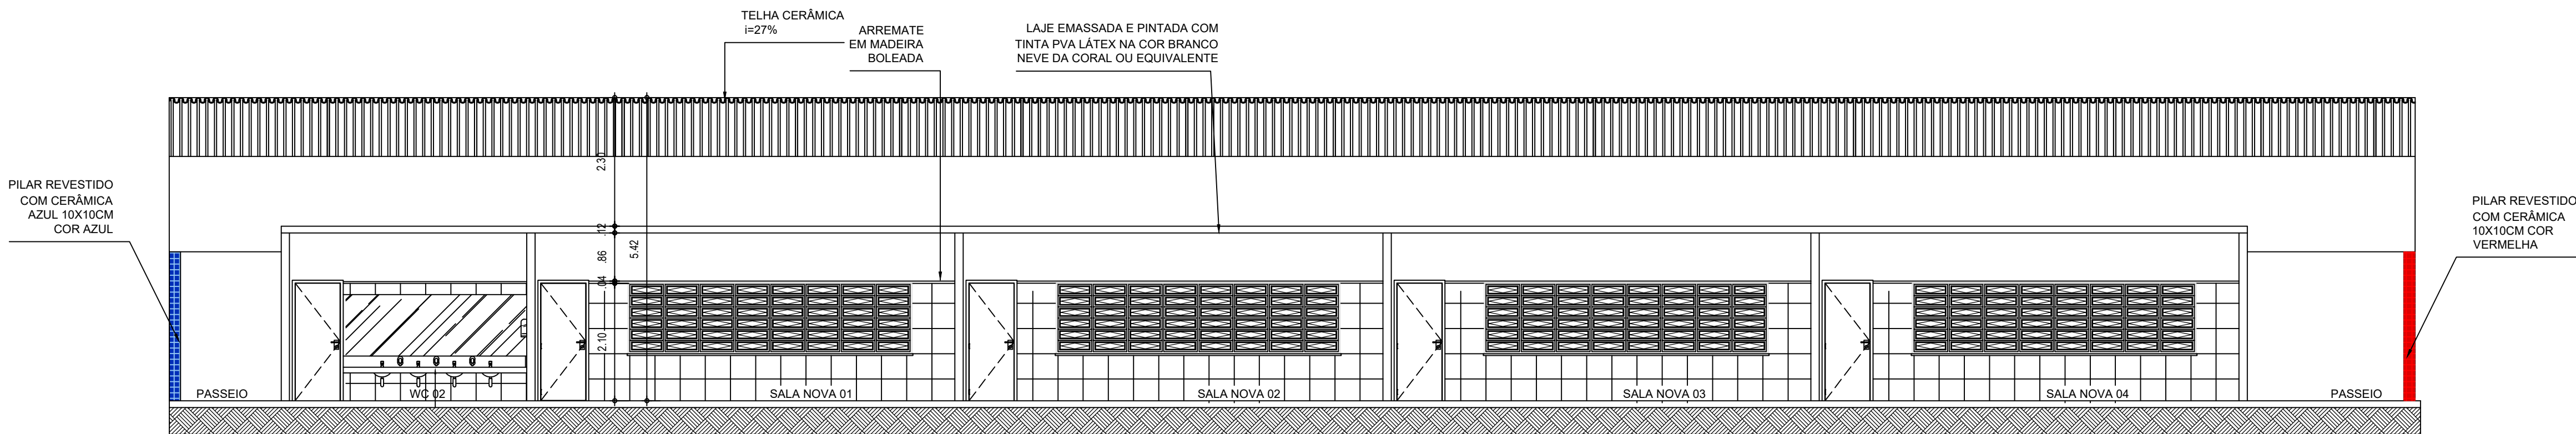 TELHA CERÂMICA
i=27%
ARREMATE
EM MADEIRA
BOLEADA
LAJE EMASSADA E PINTADA COM
TINTA PVA LÁTEX NA COR BRANCO
NEVE DA CORAL OU EQUIVALENTE
PILAR REVESTIDO
COM CERÂMICA
AZUL 10X10CM
COR AZUL
PILAR REVESTIDO
COM CERÂMICA
10X10CM COR
VERMELHA
2.30
.12
.86
5.42
.04
2.10
PASSEIO
WC 02
SALA NOVA 01
SALA NOVA 02
SALA NOVA 03
SALA NOVA 04
PASSEIO